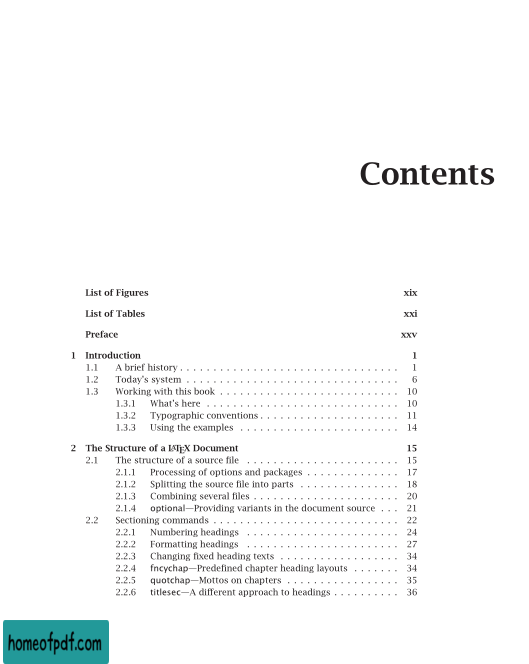 Contents
List of Figures xix
List of Tables xxi
Preface xxv
1 Introduction 1
1.1 A brief history . . . . . . . . . . . . . . . . . . . . . . . . . . . . . . . . . 1
1.2 Today's system . . . . . . . . . . . . . . . . . . . . . . . . . . . . . . . . 6
1.3 Working with this book . . . . . . . . . . . . . . . . . . . . . . . . . . . 10
1.3.1 What's here . . . . . . . . . . . . . . . . . . . . . . . . . . . . . 10
1.3.2 Typographic conventions . . . . . . . . . . . . . . . . . . . . . 11
1.3.3 Using the examples . . . . . . . . . . . . . . . . . . . . . . . . 14
2 The Structure of a LATEX Document 15
2.1 The structure of a source file . . . . . . . . . . . . . . . . . . . . . . . 15
2.1.1 Processing of options and packages . . . . . . . . . . . . . . 17
2.1.2 Splitting the source file into parts . . . . . . . . . . . . . . . 18
2.1.3 Combining several files . . . . . . . . . . . . . . . . . . . . . . 20
2.1.4 optional—Providing variants in the document source . . . 21
2.2 Sectioning commands . . . . . . . . . . . . . . . . . . . . . . . . . . . . 22
2.2.1 Numbering headings . . . . . . . . . . . . . . . . . . . . . . . 24
2.2.2 Formatting headings . . . . . . . . . . . . . . . . . . . . . . . 27
2.2.3 Changing fixed heading texts . . . . . . . . . . . . . . . . . . 34
2.2.4 fncychap—Predefined chapter heading layouts . . . . . . . 34
2.2.5 quotchap—Mottos on chapters . . . . . . . . . . . . . . . . . 35
2.2.6 titlesec—A different approach to headings . . . . . . . . . . 36
homeofpdf.com